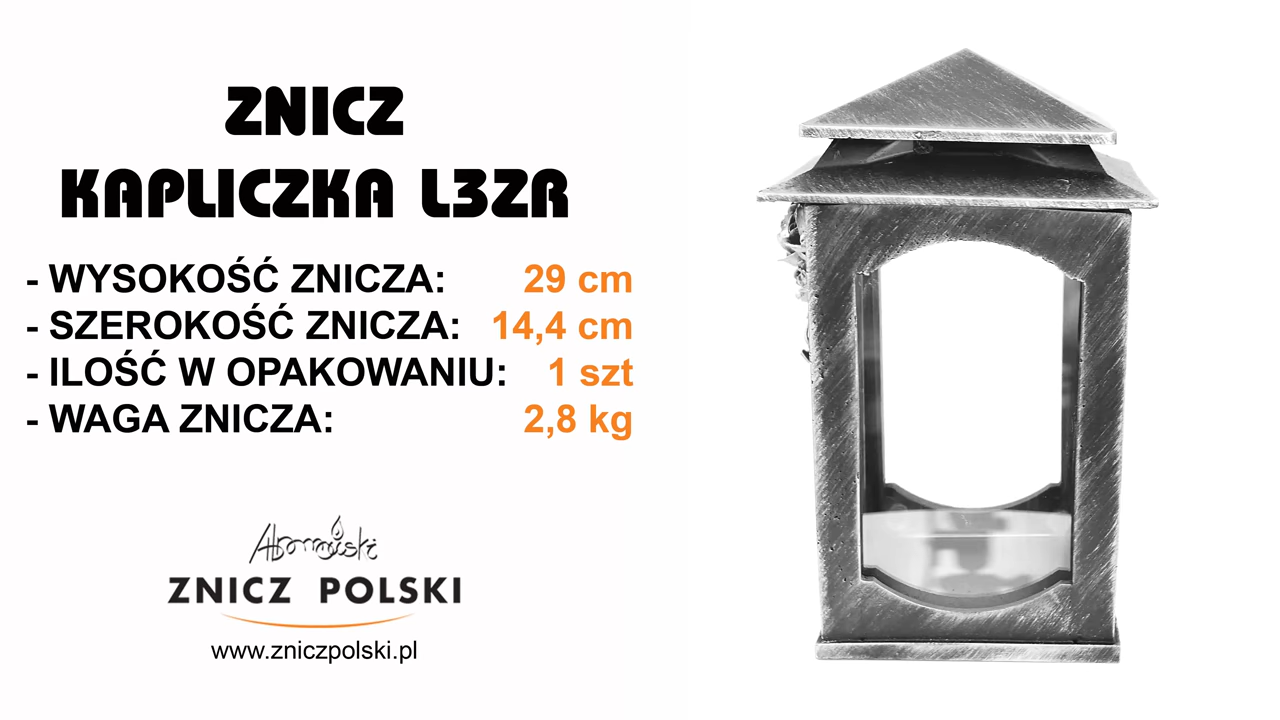 ZNICZ
KAPLICZKA L3ZR
- WYSOKOŚĆ ZNICZA: 29 cm
- SZEROKOŚĆ ZNICZA: 14,4 cm
- ILOŚĆ W OPAKOWANIU: 1 szt
- WAGA ZNICZA: 2,8 kg
ZNICZ POLSKI
www.zniczpolski.pl